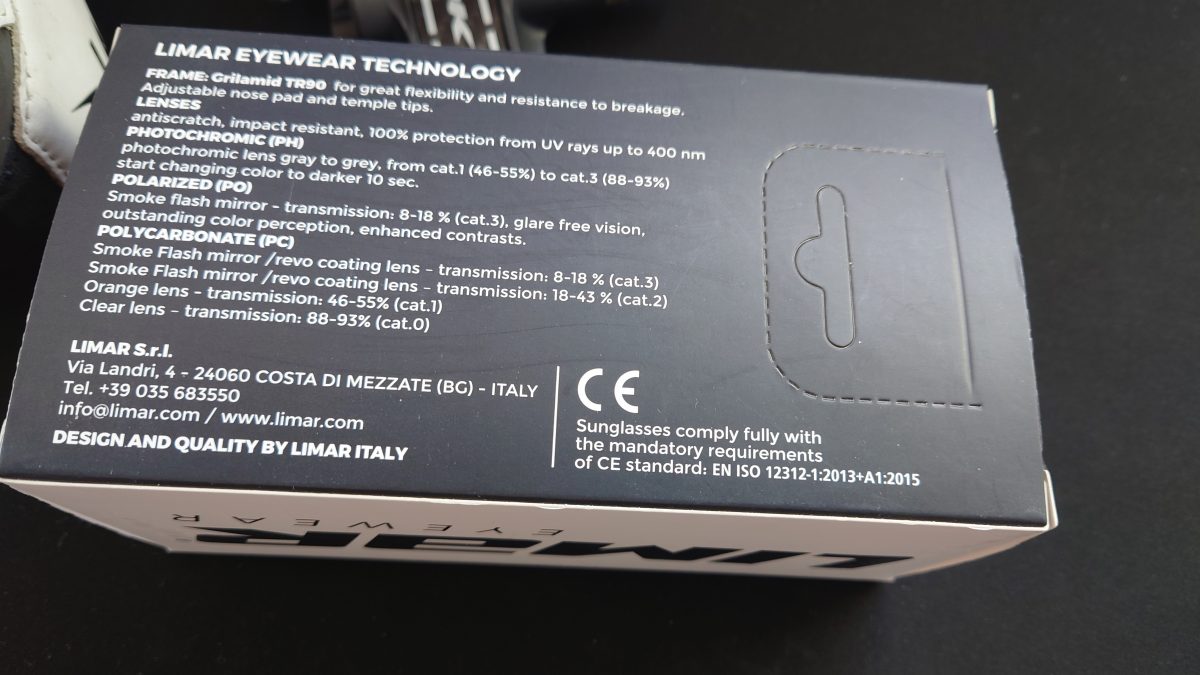 LIMAR EYEWEAR TECHNOLOGY
FRAME: Grilamid TR90 for great flexibility and resistance to breakage,
Adjustable nose pad and temple tips.
LENSES
antiscratch, impact resistant, 100% protection from UV rays up to 400 nm
PHOTOCHROMIC (PH)
photochromic lens gray to grey, from cat.1 (46-55%) to cat.3 (88-93%)
start changing color to darker 10 sec.
POLARIZED (PO)
Smoke flash mirror - transmission: 8-18 % (cat.3), glare free vision,
outstanding color perception, enhanced contrasts.
POLYCARBONATE (PC)
Smoke Flash mirror /revo coating lens - transmission: 8-18 % (cat.3)
Smoke Flash mirror /revo coating lens - transmission: 18-43 % (cat.2)
Orange lens - transmission: 46-55% (cat.1)
Clear lens - transmission: 88-93% (cat.0)
LIMAR S.r.l.
Via Landri, 4 - 24060 COSTA DI MEZZATE (BG) - ITALY
Tel. +39 035 683550
info@limar.com / www.limar.com
DESIGN AND QUALITY BY LIMAR ITALY
CE
Sunglasses comply fully with
the mandatory requirements
of CE standard: EN ISO 12312-1:2013+A1:2015
LIMAR
EYEWEAR